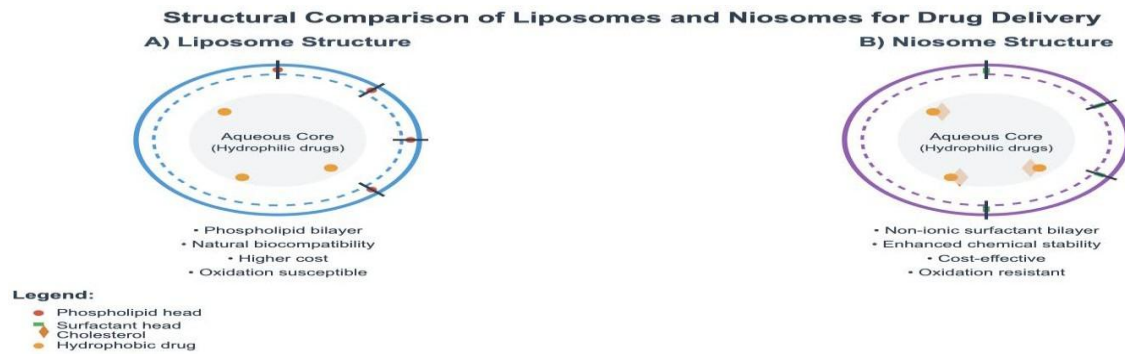 Structural Comparison of Liposomes and Niosomes for Drug Delivery
A) Liposome Structure
Aqueous Core
(Hydrophilic drugs)
• Phospholipid bilayer
• Natural biocompatibility
• Higher cost
• Oxidation susceptible
B) Niosome Structure
Aqueous Core
(Hydrophilic drugs)
• Non-ionic surfactant bilayer
• Enhanced chemical stability
• Cost-effective
• Oxidation resistant
Legend:
Phospholipid head
Surfactant head
Cholesterol
Hydrophobic drug